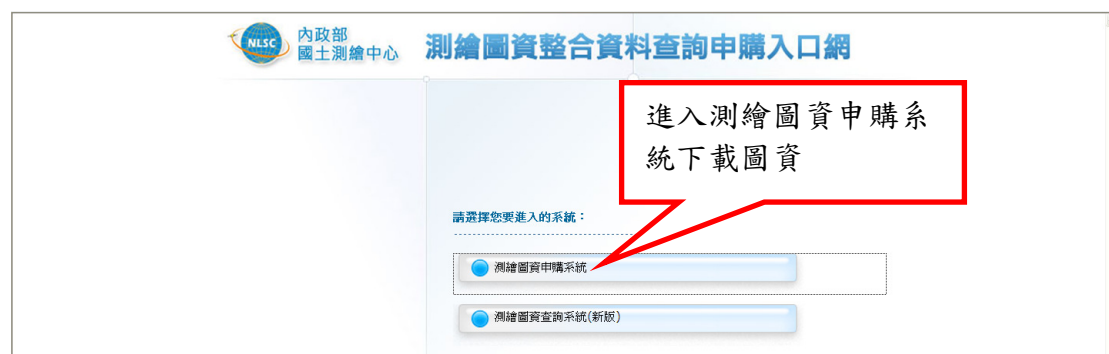 NLSC
內政部
國土測繪中心
測繪圖資整合資料查詢申購入口網
進入測繪圖資申購系
統下載圖資
請選擇您要進入的系統：
測繪圖資申購系統
測繪圖資查詢系統(新版)